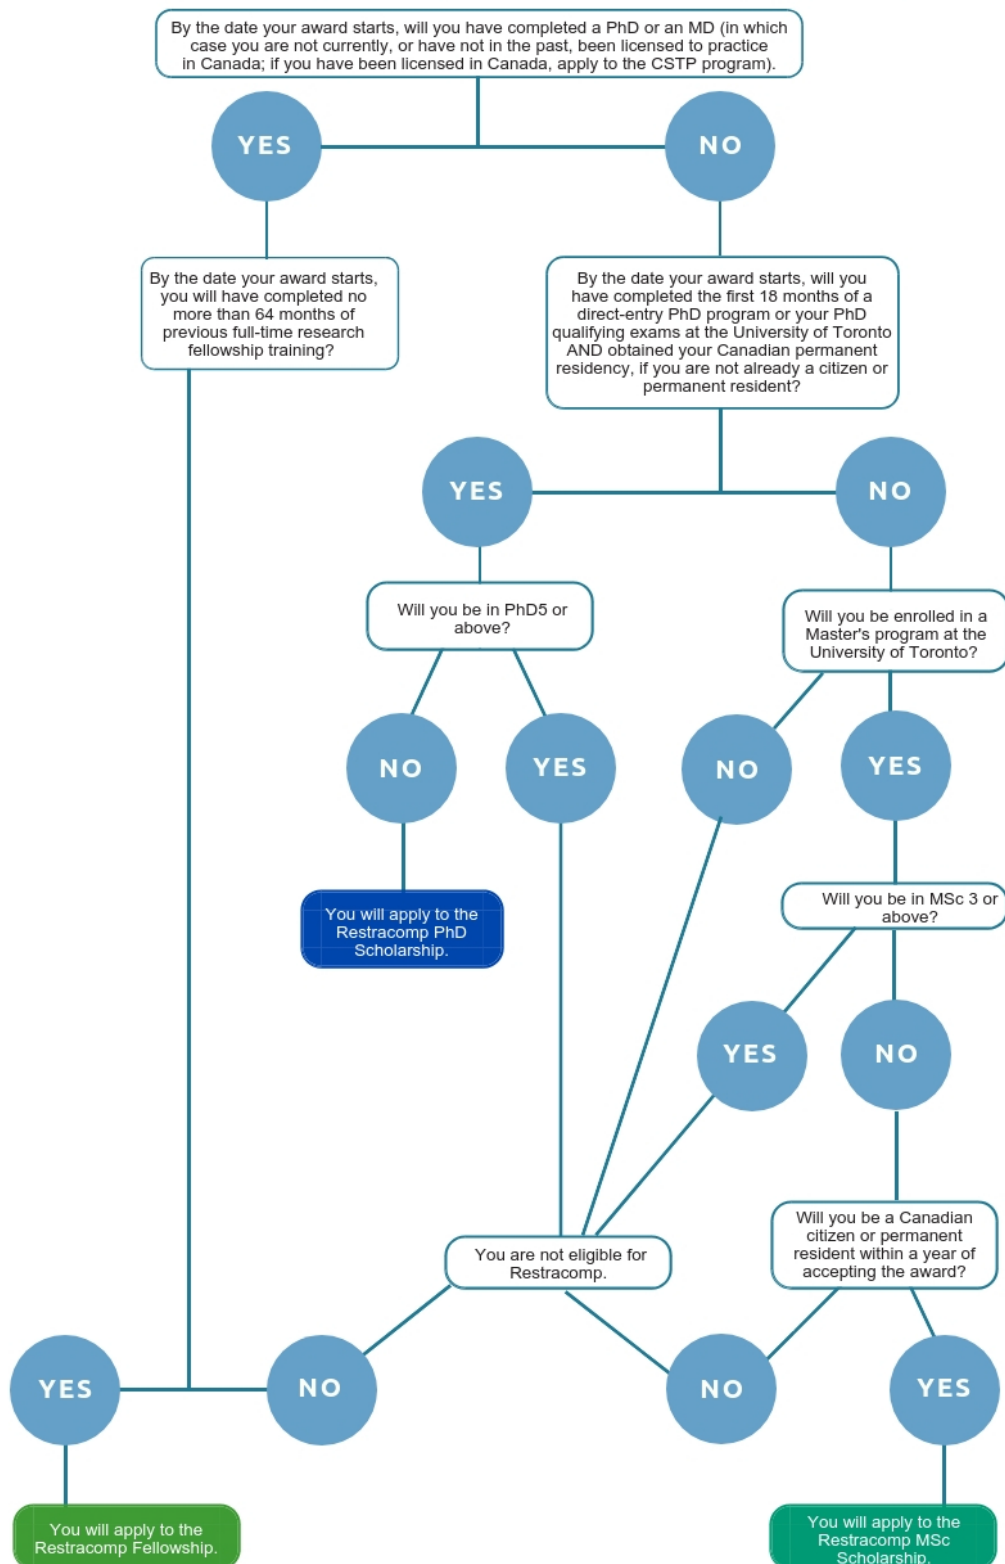 By the date your award starts, will you have completed a PhD or an MD (in which
case you are not currently, or have not in the past, been licensed to practice
in Canada; if you have been licensed in Canada, apply to the CSTP program).
YES
NO
By the date your award starts,
you will have completed no
more than 64 months of
previous full-time research
fellowship training?
By the date your award starts, will you
have completed the first 18 months of a
direct-entry PhD program or your PhD
qualifying exams at the University of Toronto
AND obtained your Canadian permanent
residency, if you are not already a citizen or
permanent resident?
YES
NO
Will you be in PhD5 or
above?
Will you be enrolled in a
Master's program at the
University of Toronto?
NO
YES
NO
YES
You will apply to the
Restracomp PhD
Scholarship.
Will you be in MSc 3 or
above?
YES
NO
You are not eligible for
Restracomp.
Will you be a Canadian
citizen or permanent
resident within a year of
accepting the award?
YES
NO
NO
YES
You will apply to the
Restracomp Fellowship.
You will apply to the
Restracomp MSc
Scholarship.